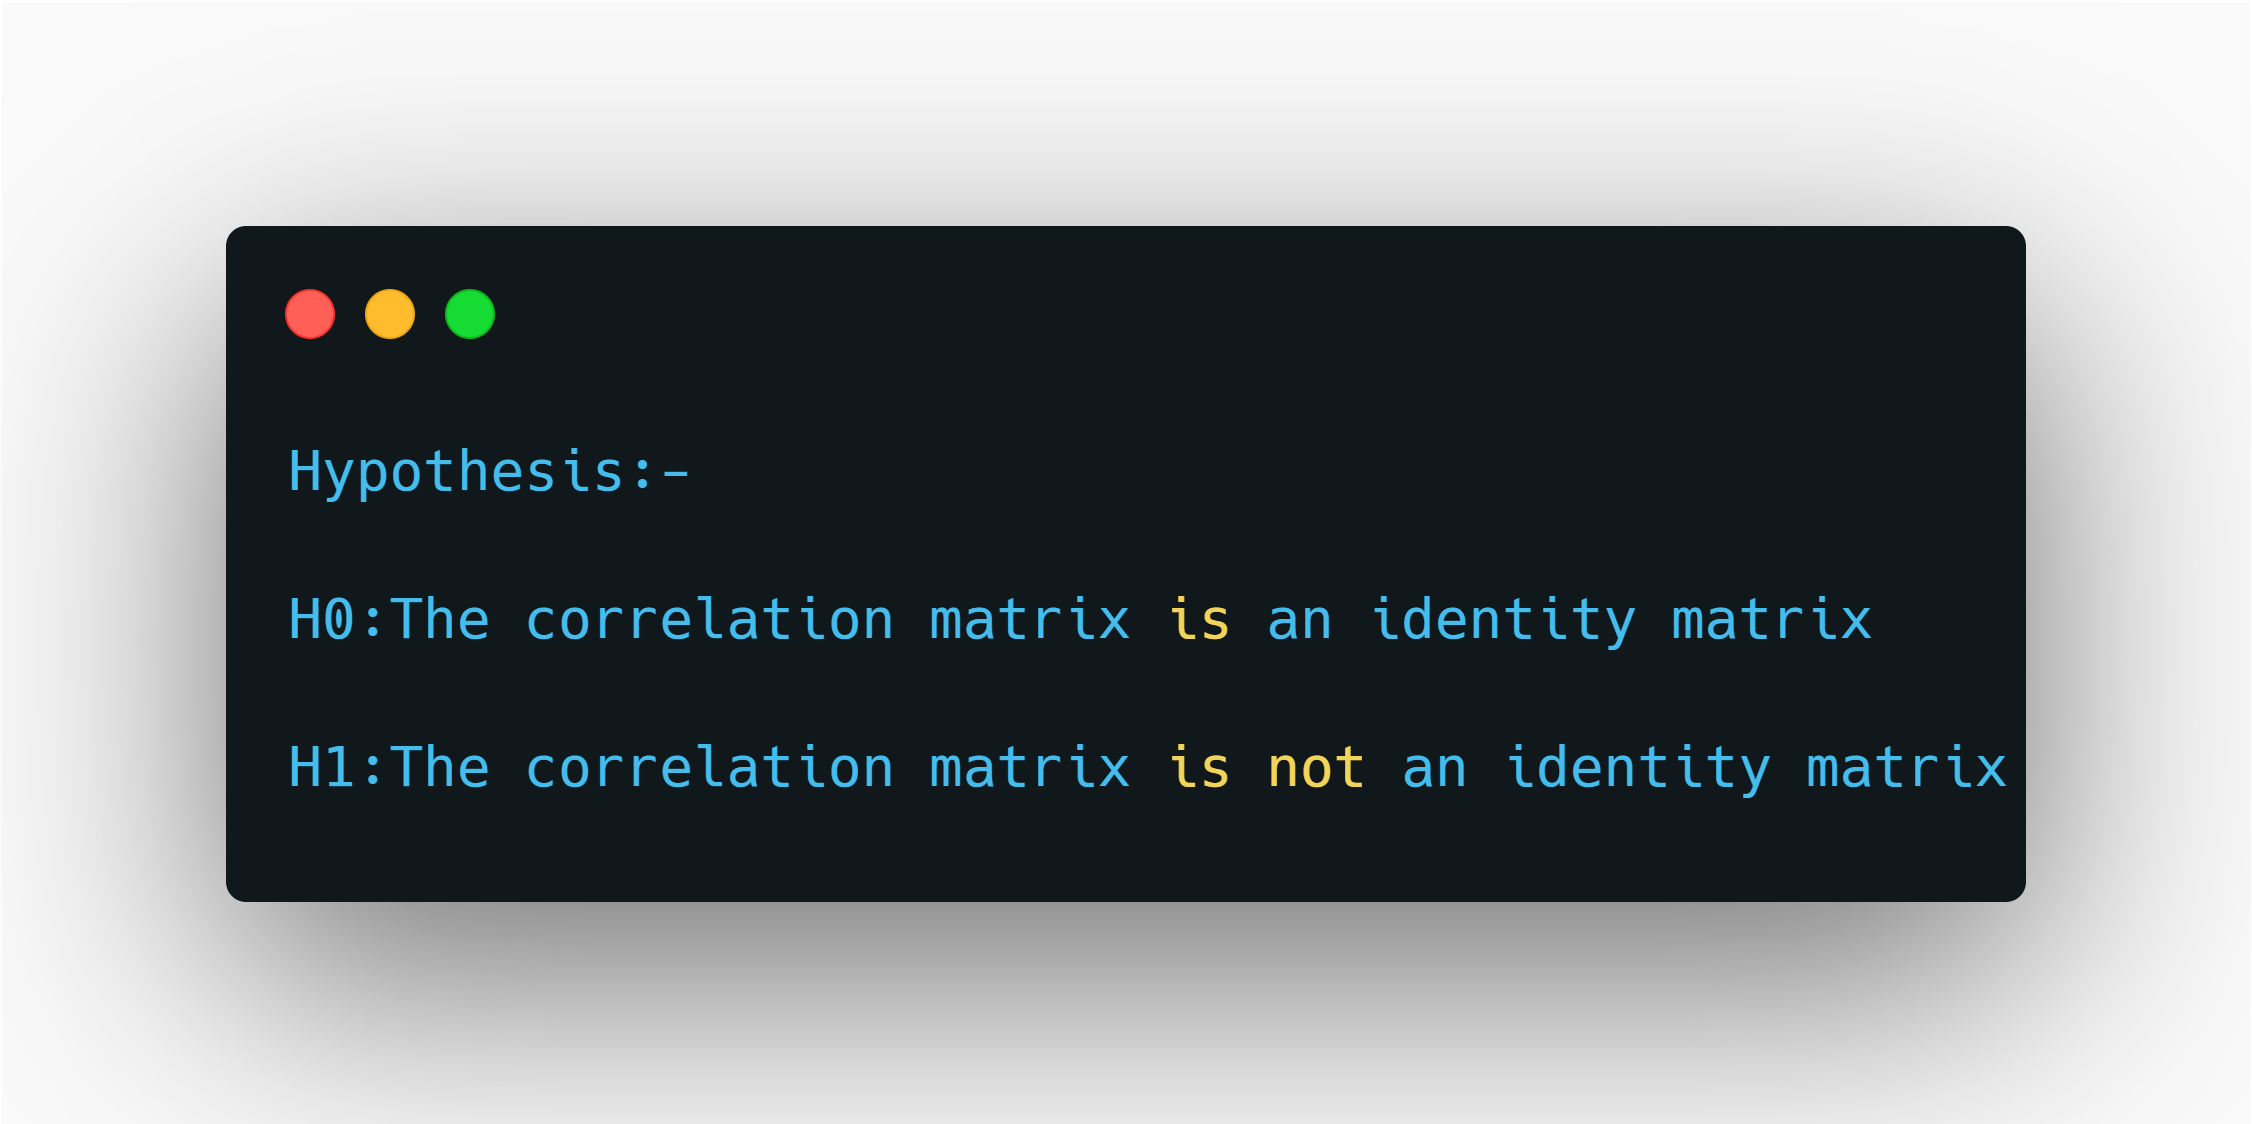 Hypothesis:-
H0:The correlation matrix is an identity matrix
H1:The correlation matrix is not an identity matrix